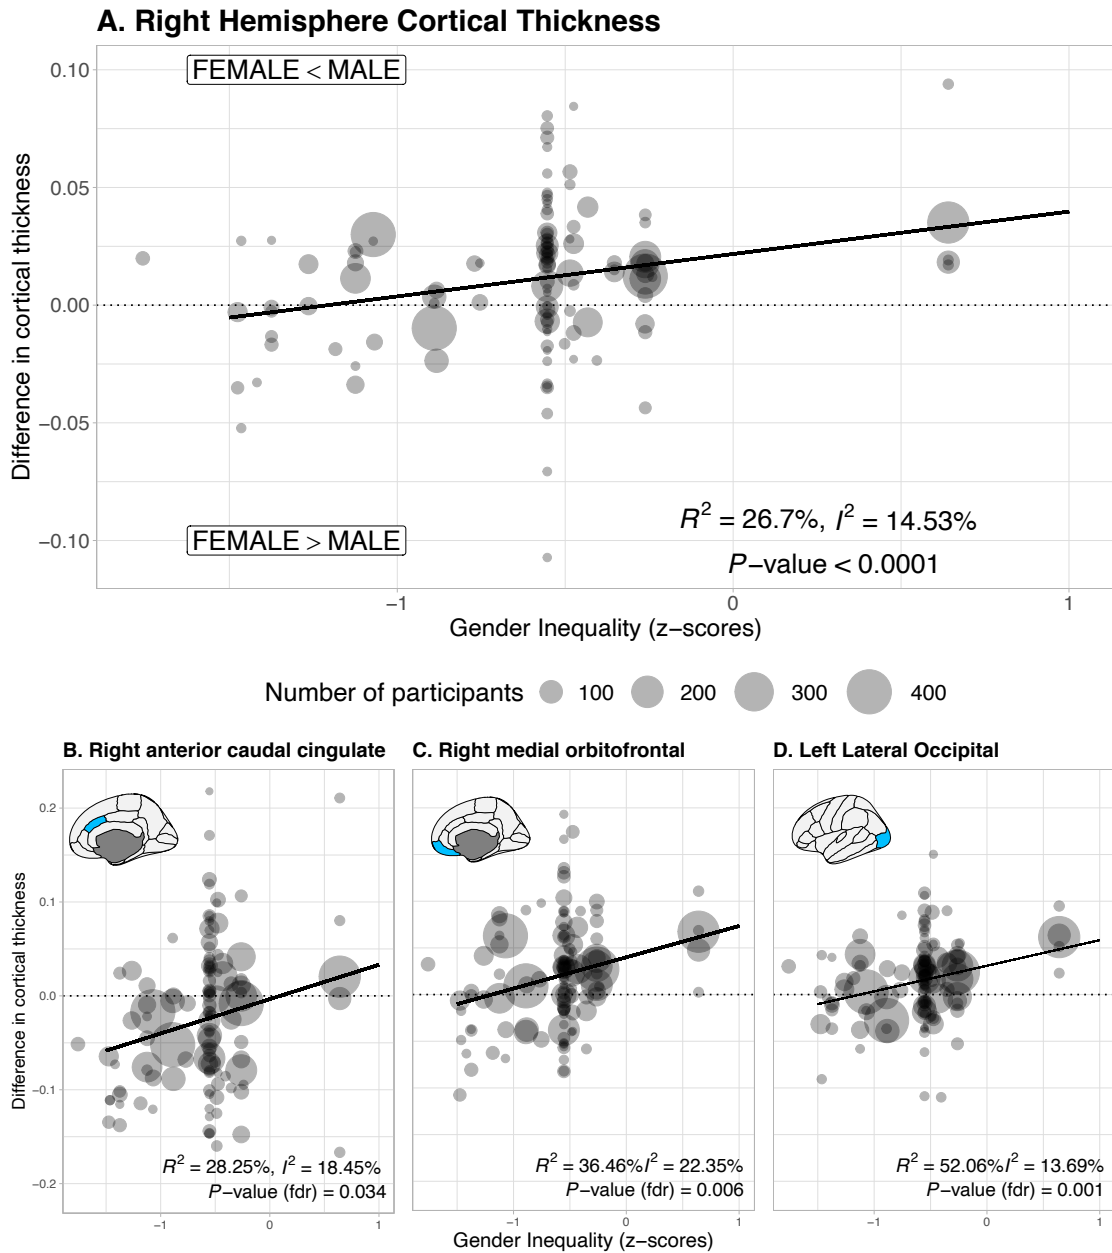 A. Right Hemisphere Cortical Thickness
FEMALE < MALE
0.10
0.05
0.00
−0.05
−0.10
Difference in cortical thickness
FEMALE > MALE
R² = 26.7%, I² = 14.53%
P−value < 0.0001
−1 0 1
Gender Inequality (z−scores)
Number of participants 100 200 300 400
B. Right anterior caudal cingulate
C. Right medial orbitofrontal
D. Left Lateral Occipital
0.2
0.1
0.0
−0.1
−0.2
Difference in cortical thickness
R² = 28.25%, I² = 18.45%
P−value (fdr) = 0.034
R² = 36.46% I² = 22.35%
P−value (fdr) = 0.006
R² = 52.06% I² = 13.69%
P−value (fdr) = 0.001
−1 0 1
−1 0 1
−1 0 1
Gender Inequality (z−scores)